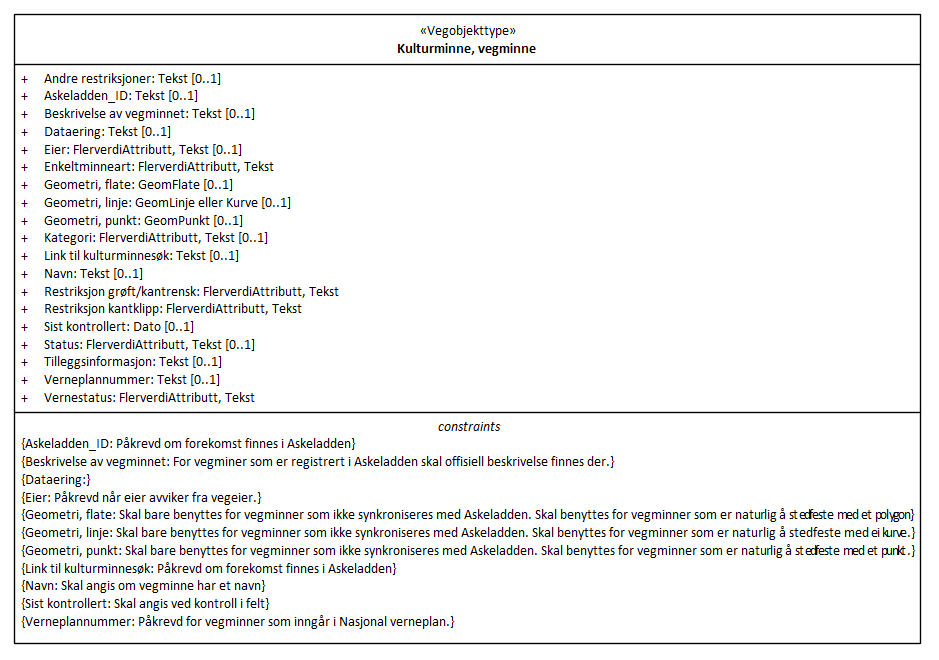 «Vegobjekttype»
Kulturminne, vegminne
+ Andre restriksjoner: Tekst [0..1]
+ Askeladden_ID: Tekst [0..1]
+ Beskrivelse av vegminnet: Tekst [0..1]
+ Dataering: Tekst [0..1]
+ Eier: FlerverdiAttributt, Tekst [0..1]
+ Enkeltminneart: FlerverdiAttributt, Tekst
+ Geometri, flate: GeomFlate [0..1]
+ Geometri, linje: GeomLinje eller Kurve [0..1]
+ Geometri, punkt: GeomPunkt [0..1]
+ Kategori: FlerverdiAttributt, Tekst [0..1]
+ Link til kulturminnesøk: Tekst [0..1]
+ Navn: Tekst [0..1]
+ Restriksjon grøft/kantrensk: FlerverdiAttributt, Tekst
+ Restriksjon kantklipp: FlerverdiAttributt, Tekst
+ Sist kontrollert: Dato [0..1]
+ Status: FlerverdiAttributt, Tekst [0..1]
+ Tilleggsinformasjon: Tekst [0..1]
+ Verneplannummer: Tekst [0..1]
+ Vernestatus: FlerverdiAttributt, Tekst
constraints
{Askeladden_ID: Påkrevd om forekomst finnes i Askeladden}
{Beskrivelse av vegminnet: For vegminer som er registrert i Askeladden skal offisiell beskrivelse finnes der.}
{Dataering:}
{Eier: Påkrevd når eier avviker fra vegeier.}
{Geometri, flate: Skal bare benyttes for vegminner som ikke synkroniseres med Askeladden. Skal benyttes for vegminner som er naturlig å stedfeste med et polygon}
{Geometri, linje: Skal bare benyttes for vegminner som ikke synkroniseres med Askeladden. Skal benyttes for vegminner som er naturlig å stedfeste med ei kurve.}
{Geometri, punkt: Skal bare benyttes for vegminner som ikke synkroniseres med Askeladden. Skal benyttes for vegminner som er naturlig å stedfeste med et punkt.}
{Link til kulturminnesøk: Påkrevd om forekomst finnes i Askeladden}
{Navn: Skal angis om vegminne har et navn}
{Sist kontrollert: Skal angis ved kontroll i felt}
{Verneplannummer: Påkrevd for vegminner som inngår i Nasjonal verneplan.}